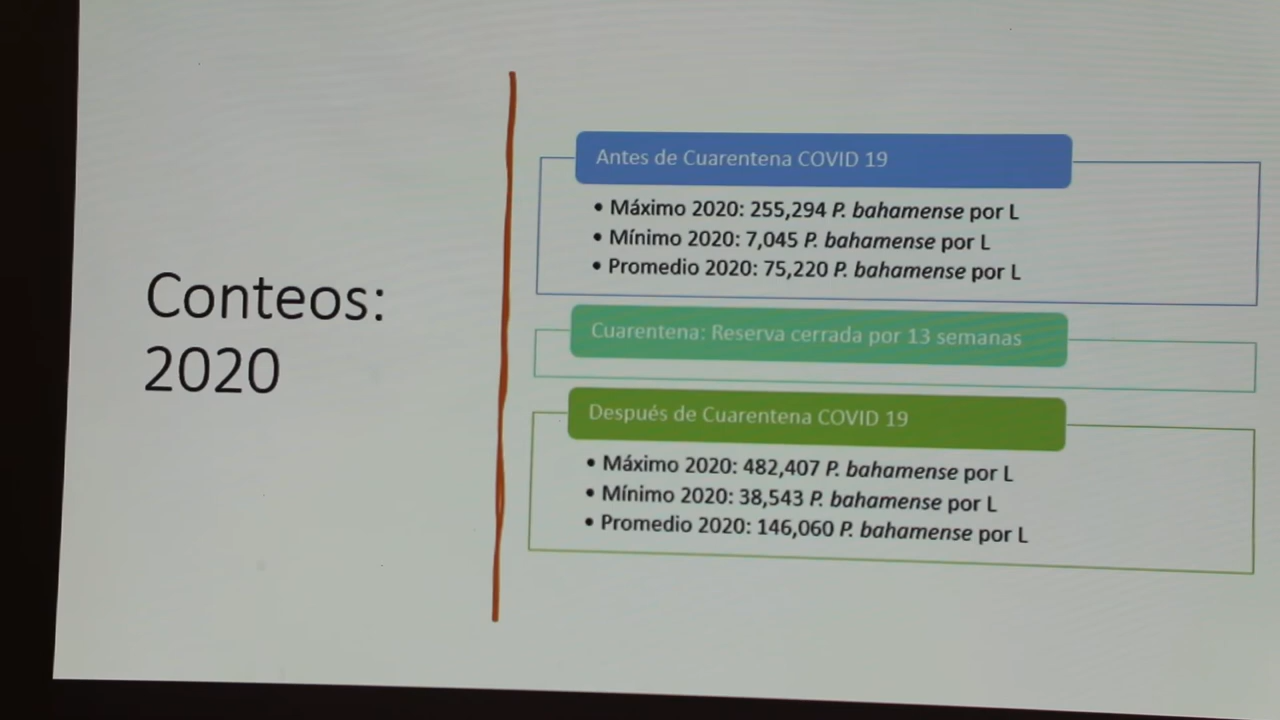 Conteos:
2020
Antes de Cuarentena COVID 19
• Máximo 2020: 255,294 P. bahamense por L
• Mínimo 2020: 7,045 P. bahamense por L
• Promedio 2020: 75,220 P. bahamense por L
Cuarentena: Reserva cerrada por 13 semanas
Después de Cuarentena COVID 19
• Máximo 2020: 482,407 P. bahamense por L
• Mínimo 2020: 38,543 P. bahamense por L
• Promedio 2020: 146,060 P. bahamense por L